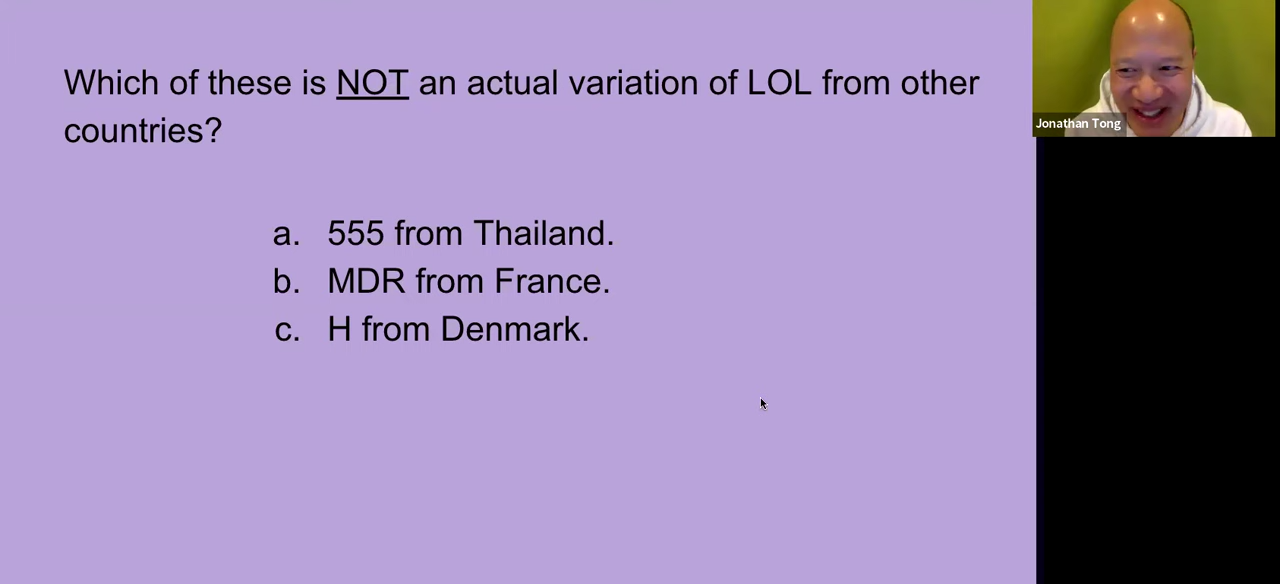 Which of these is NOT an actual variation of LOL from other
countries?
a. 555 from Thailand.
b. MDR from France.
c. H from Denmark.
Jonathan Tong